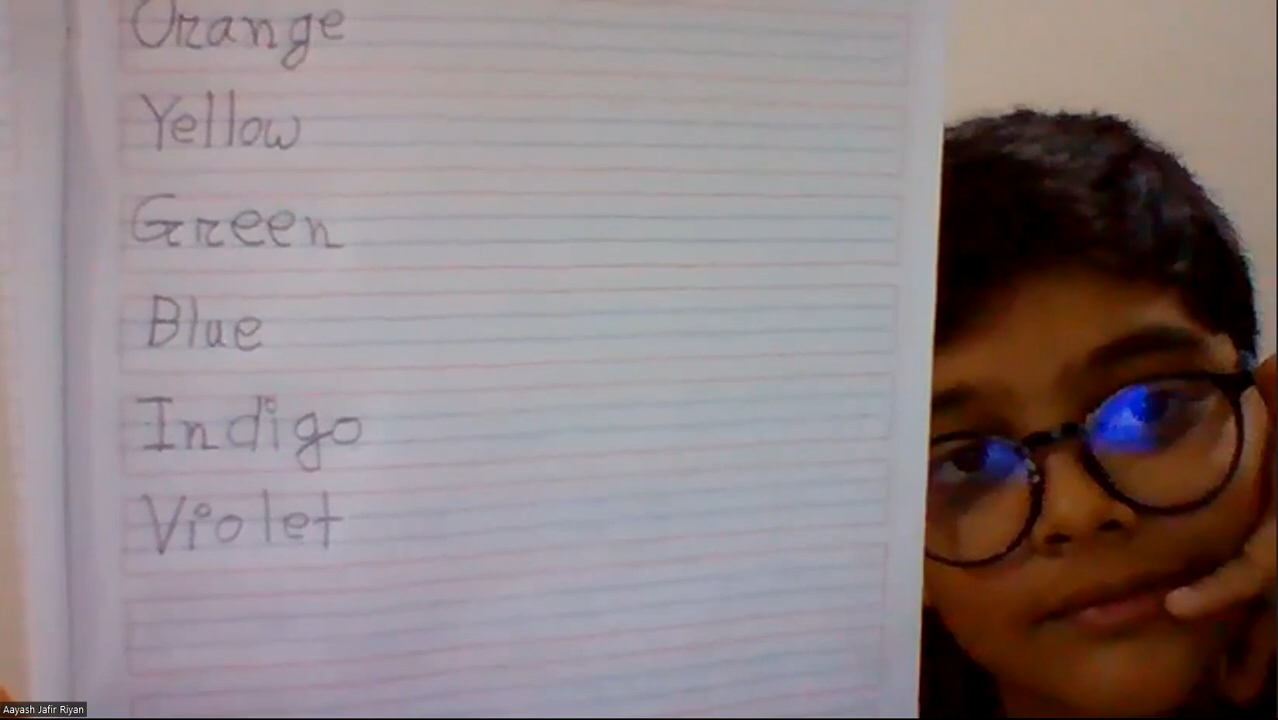 Orange
Yellow
Green
Blue
Indigo
Violet
Aayash Jafir Riyan